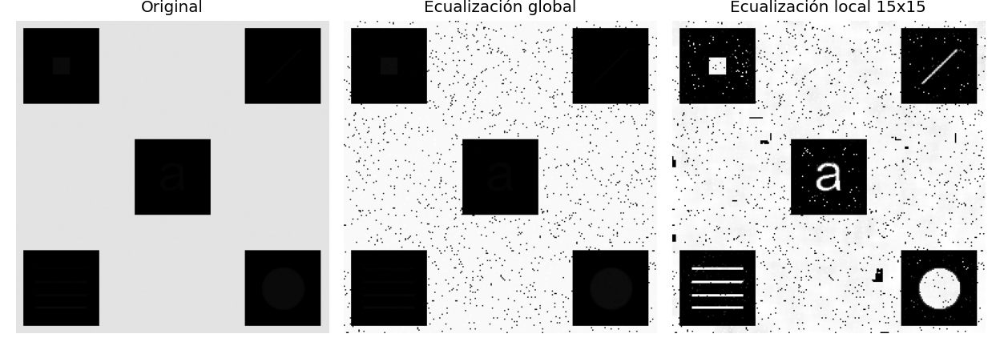 Original
Ecualización global
Ecualización local 15x15
a
a
a